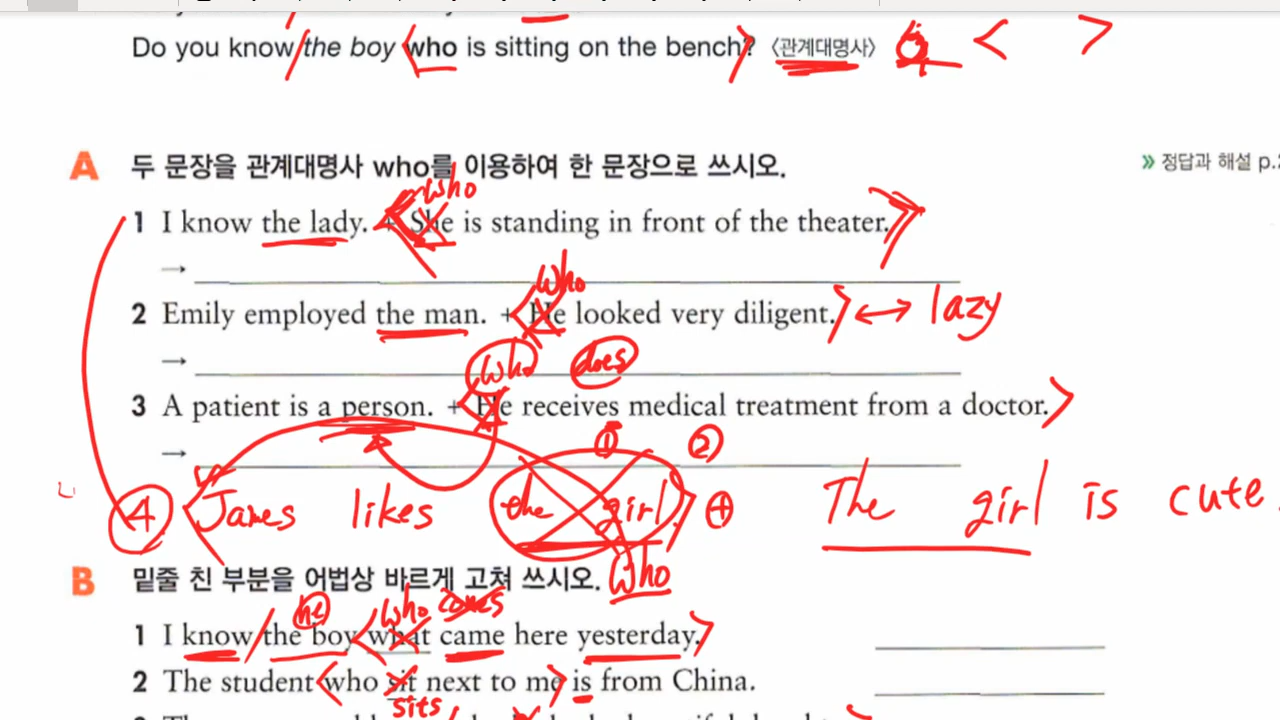 Do you know / the boy <who is sitting on the bench>? <관계대명사> < >
A 두 문장을 관계대명사 who를 이용하여 한 문장으로 쓰시오.
» 정답과 해설 p.2
who
1 I know the lady. + She is standing in front of the theater.
→
who
2 Emily employed the man. + He looked very diligent. ↔ lazy
→
who does
3 A patient is a person. + He receives medical treatment from a doctor.
→
① ②
④ James likes the girl. + The girl is cute.
who
B 밑줄 친 부분을 어법상 바르게 고쳐 쓰시오.
he who comes
1 I know / the boy <what came here yesterday.>
2 The student <who sit next to me> is from China.
sits